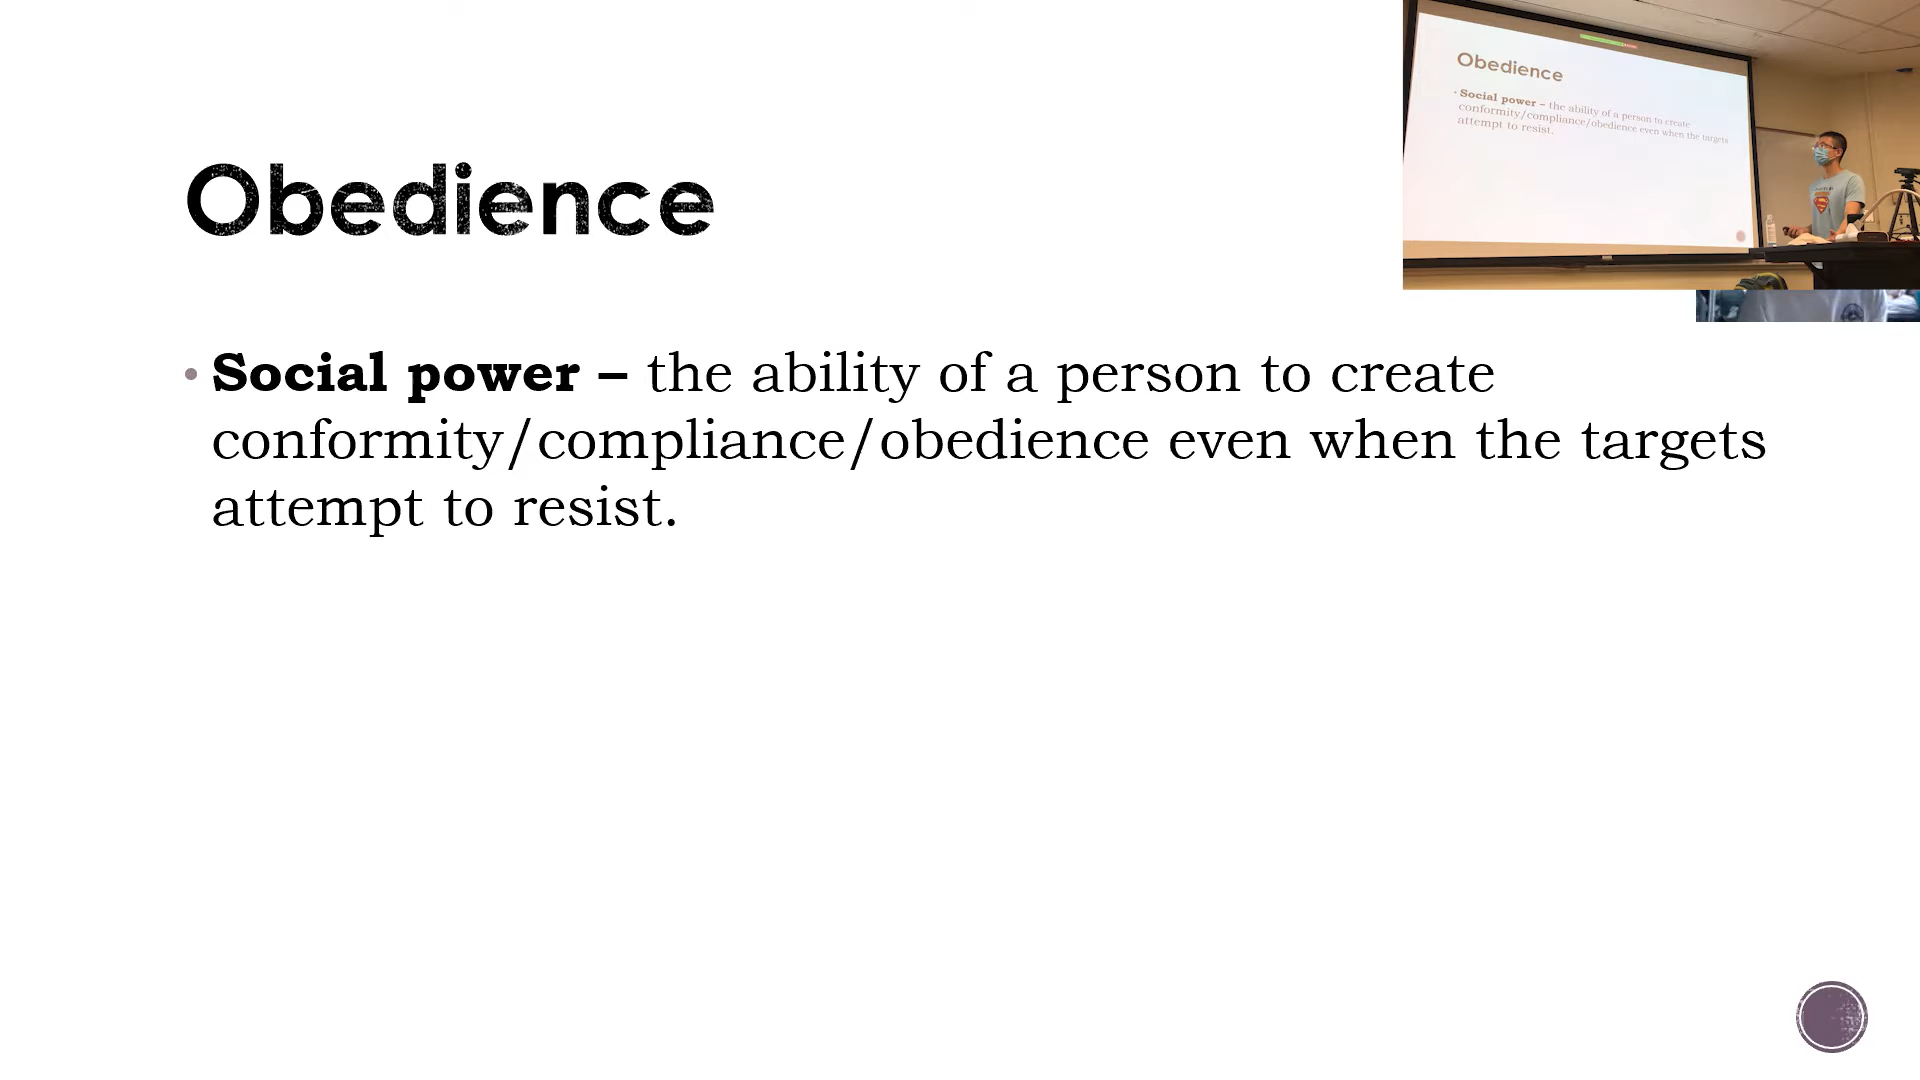 Obedience
• Social power – the ability of a person to create
conformity/compliance/obedience even when the targets
attempt to resist.
Obedience
• Social power – the ability of a person to create
conformity/compliance/obedience even when the targets
attempt to resist.